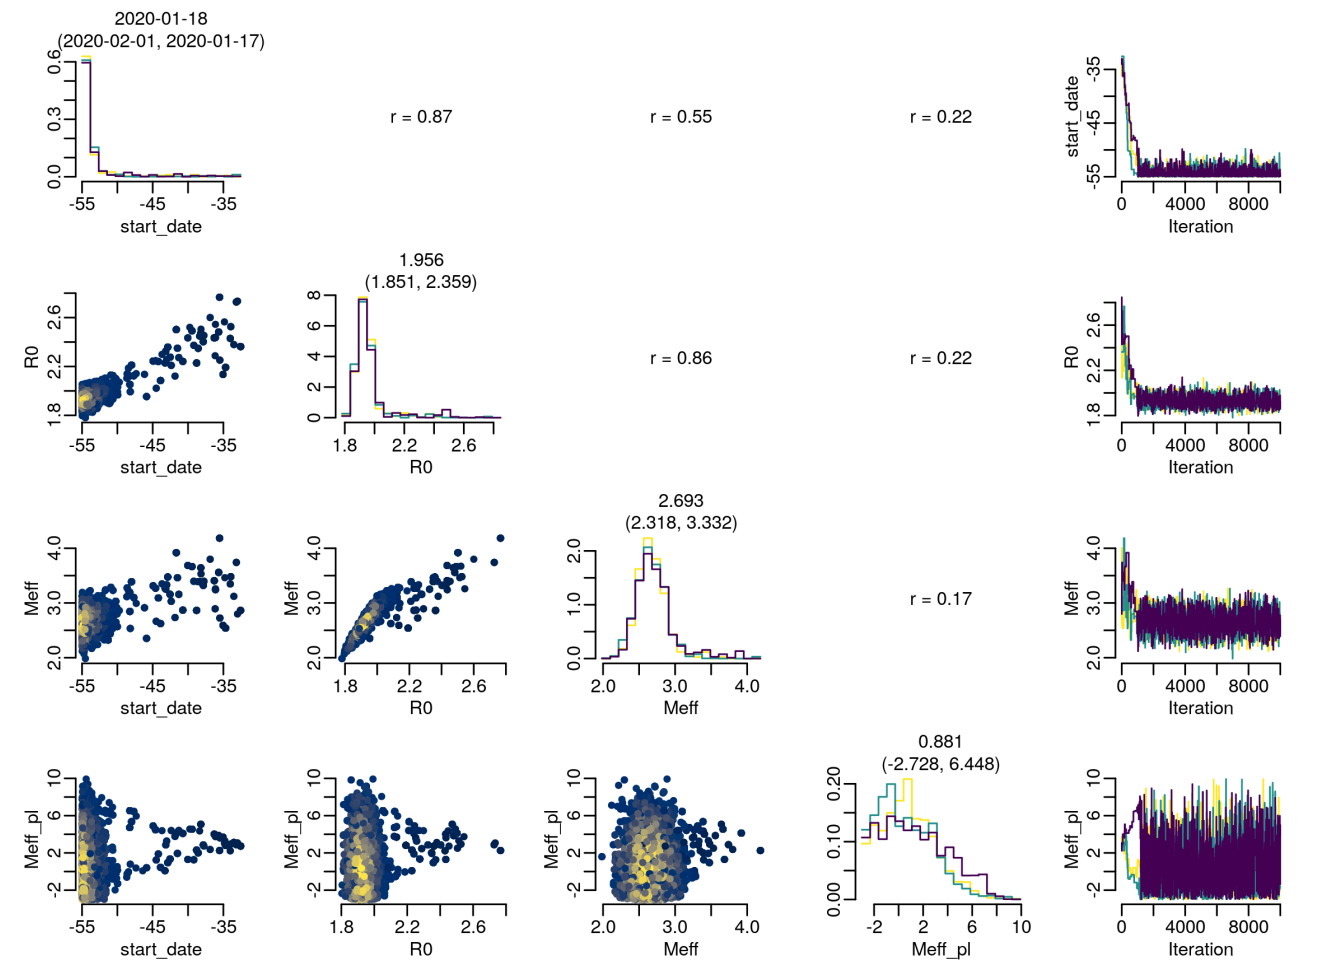 2020-01-18
(2020-02-01, 2020-01-17)
0.0 0.3 0.6
-55 -45 -35
start_date
r = 0.87
r = 0.55
r = 0.22
start_date
-55 -45 -35
0 4000 8000
Iteration
R0
1.8 2.2 2.6
-55 -45 -35
start_date
1.956
(1.851, 2.359)
0 2 4 6 8
1.8 2.2 2.6
R0
r = 0.86
r = 0.22
R0
1.8 2.2 2.6
0 4000 8000
Iteration
Meff
2.0 3.0 4.0
-55 -45 -35
start_date
Meff
2.0 3.0 4.0
1.8 2.2 2.6
R0
2.693
(2.318, 3.332)
0.0 1.0 2.0
2.0 3.0 4.0
Meff
r = 0.17
Meff
2.0 3.0 4.0
0 4000 8000
Iteration
Meff_pl
-2 2 6 10
-55 -45 -35
start_date
Meff_pl
-2 2 6 10
1.8 2.2 2.6
R0
Meff_pl
-2 2 6 10
2.0 3.0 4.0
Meff
0.881
(-2.728, 6.448)
0.00 0.10 0.20
-2 2 6 10
Meff_pl
Meff_pl
-2 2 6 10
0 4000 8000
Iteration